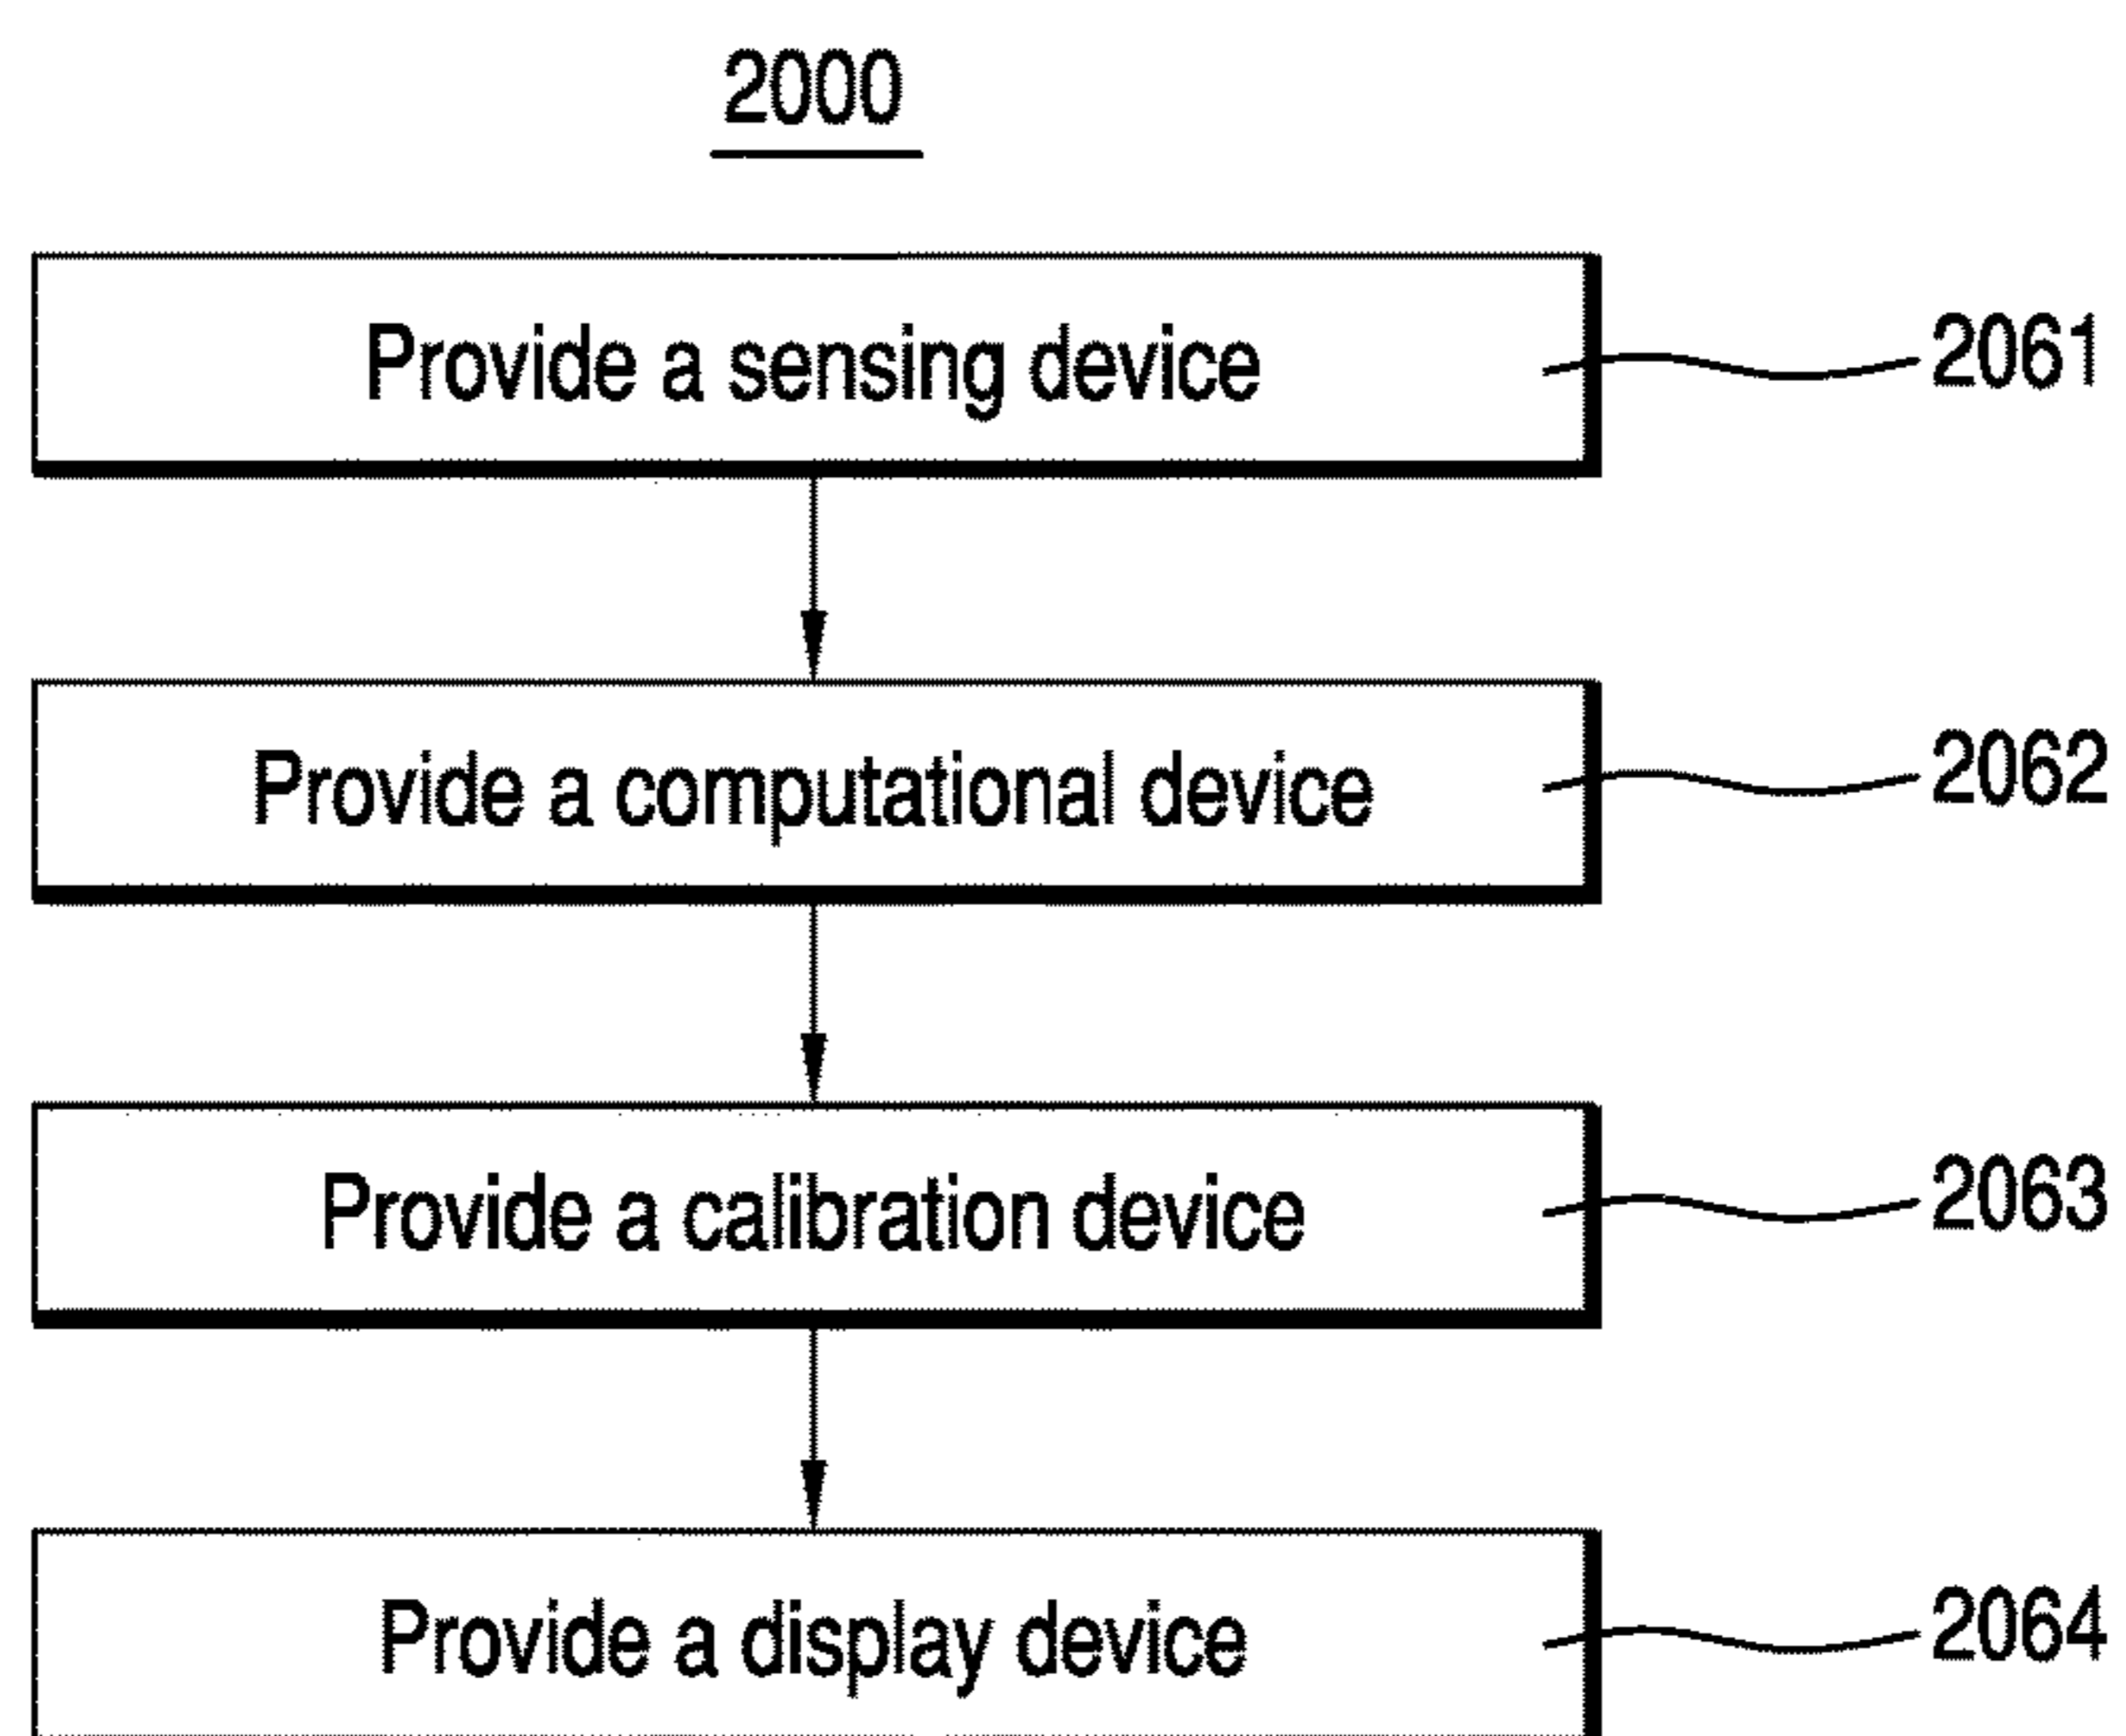 2000
Provide a sensing device
2061
Provide a computational device
2062
Provide a calibration device
2063
Provide a display device
2064